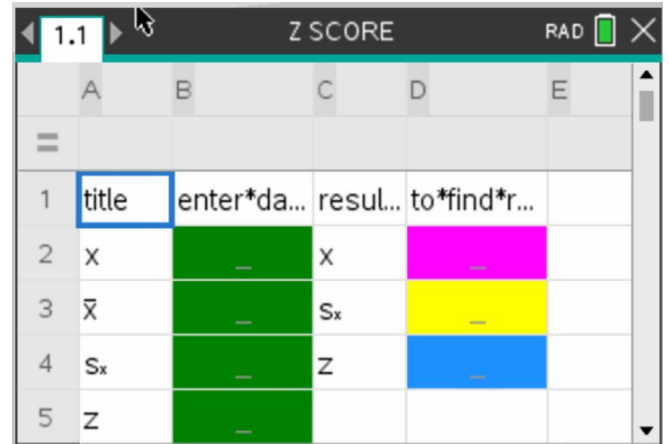 1.1 Z SCORE RAD
A B C D E
=
1 title enter*da... resul... to*find*r...
2 x _ x _
3 x̄ _ sₓ _
4 sₓ _ z _
5 z _